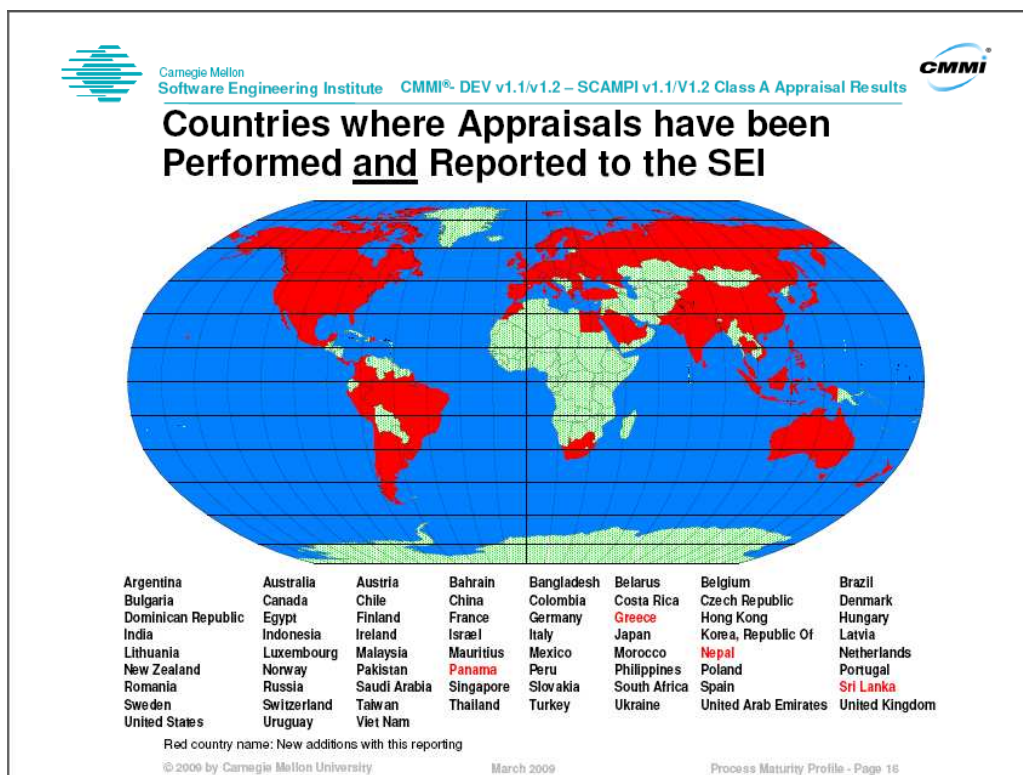 Carnegie Mellon
Software Engineering Institute CMMI®- DEV v1.1/v1.2 – SCAMPI v1.1/V1.2 Class A Appraisal Results
CMMI®
Countries where Appraisals have been
Performed and Reported to the SEI
Argentina Australia Austria Bahrain Bangladesh Belarus Belgium Brazil
Bulgaria Canada Chile China Colombia Costa Rica Czech Republic Denmark
Dominican Republic Egypt Finland France Germany Greece Hong Kong Hungary
India Indonesia Ireland Israel Italy Japan Korea, Republic Of Latvia
Lithuania Luxembourg Malaysia Mauritius Mexico Morocco Nepal Netherlands
New Zealand Norway Pakistan Panama Peru Philippines Poland Portugal
Romania Russia Saudi Arabia Singapore Slovakia South Africa Spain Sri Lanka
Sweden Switzerland Taiwan Thailand Turkey Ukraine United Arab Emirates United Kingdom
United States Uruguay Viet Nam
Red country name: New additions with this reporting
© 2009 by Carnegie Mellon University March 2009 Process Maturity Profile - Page 16